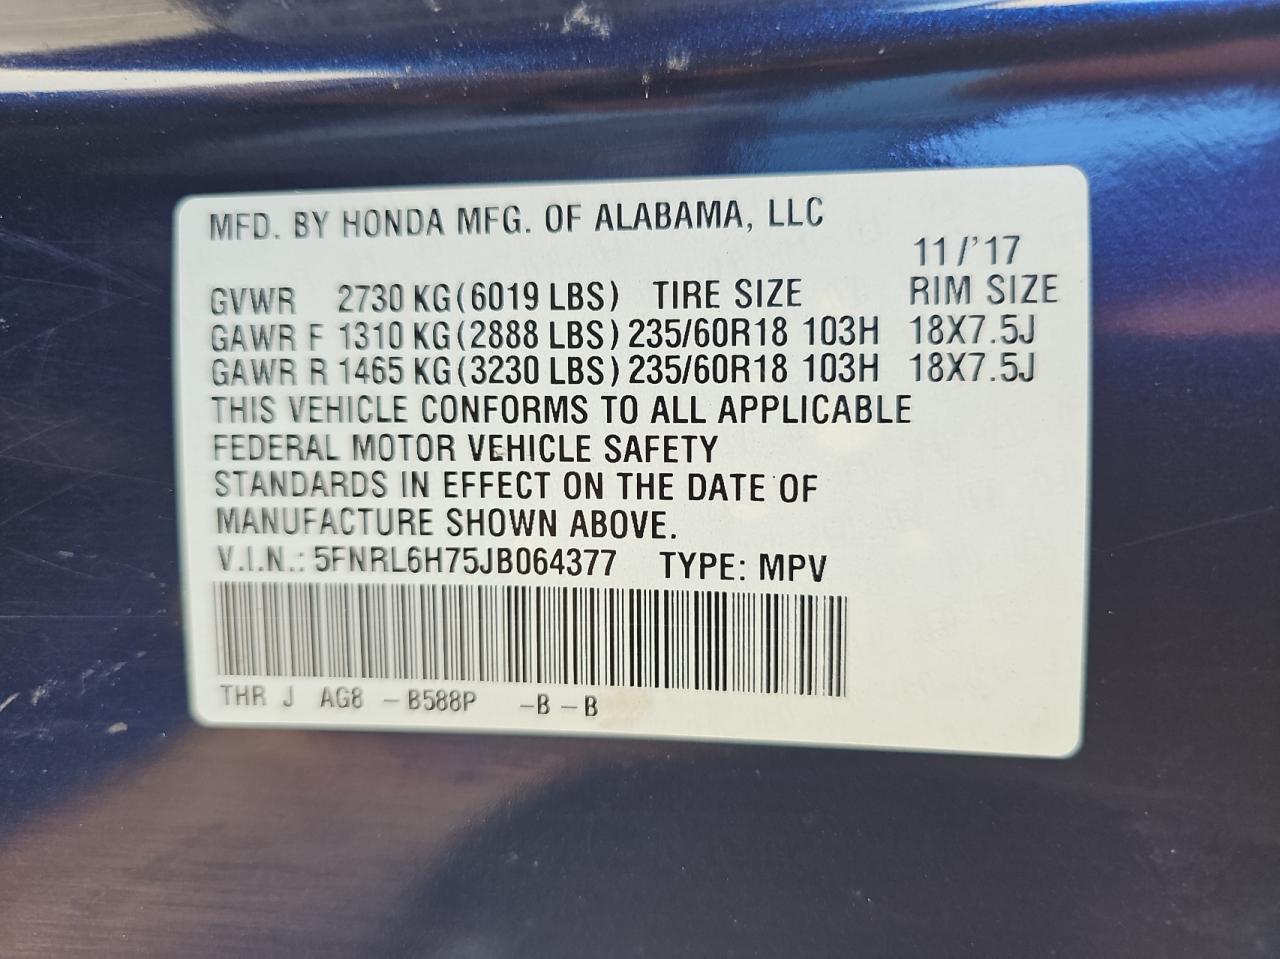 MFD. BY HONDA MFG. OF ALABAMA, LLC
11/'17
GVWR 2730 KG(6019 LBS) TIRE SIZE RIM SIZE
GAWR F 1310 KG(2888 LBS) 235/60R18 103H 18X7.5J
GAWR R 1465 KG(3230 LBS) 235/60R18 103H 18X7.5J
THIS VEHICLE CONFORMS TO ALL APPLICABLE
FEDERAL MOTOR VEHICLE SAFETY
STANDARDS IN EFFECT ON THE DATE OF
MANUFACTURE SHOWN ABOVE.
V.I.N.: 5FNRL6H75JB064377 TYPE: MPV
THR J AG8 -B588P -B-B